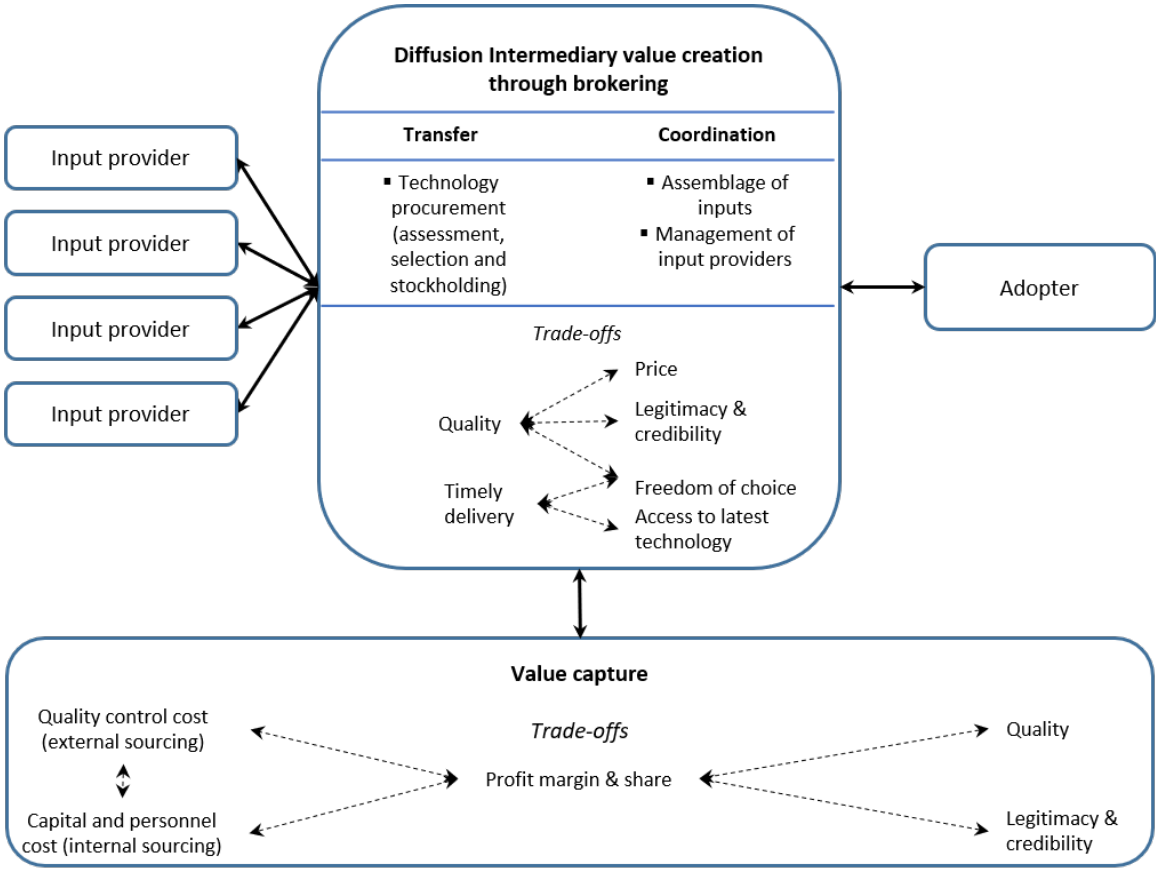 Diffusion Intermediary value creation
through brokering
Transfer
Coordination
▪ Technology
procurement
(assessment,
selection and
stockholding)
▪ Assemblage of
inputs
▪ Management of
input providers
Input provider
Input provider
Input provider
Input provider
Adopter
Trade-offs
Quality
Timely
delivery
Price
Legitimacy &
credibility
Freedom of choice
Access to latest
technology
Value capture
Trade-offs
Quality control cost
(external sourcing)
Capital and personnel
cost (internal sourcing)
Profit margin & share
Quality
Legitimacy &
credibility